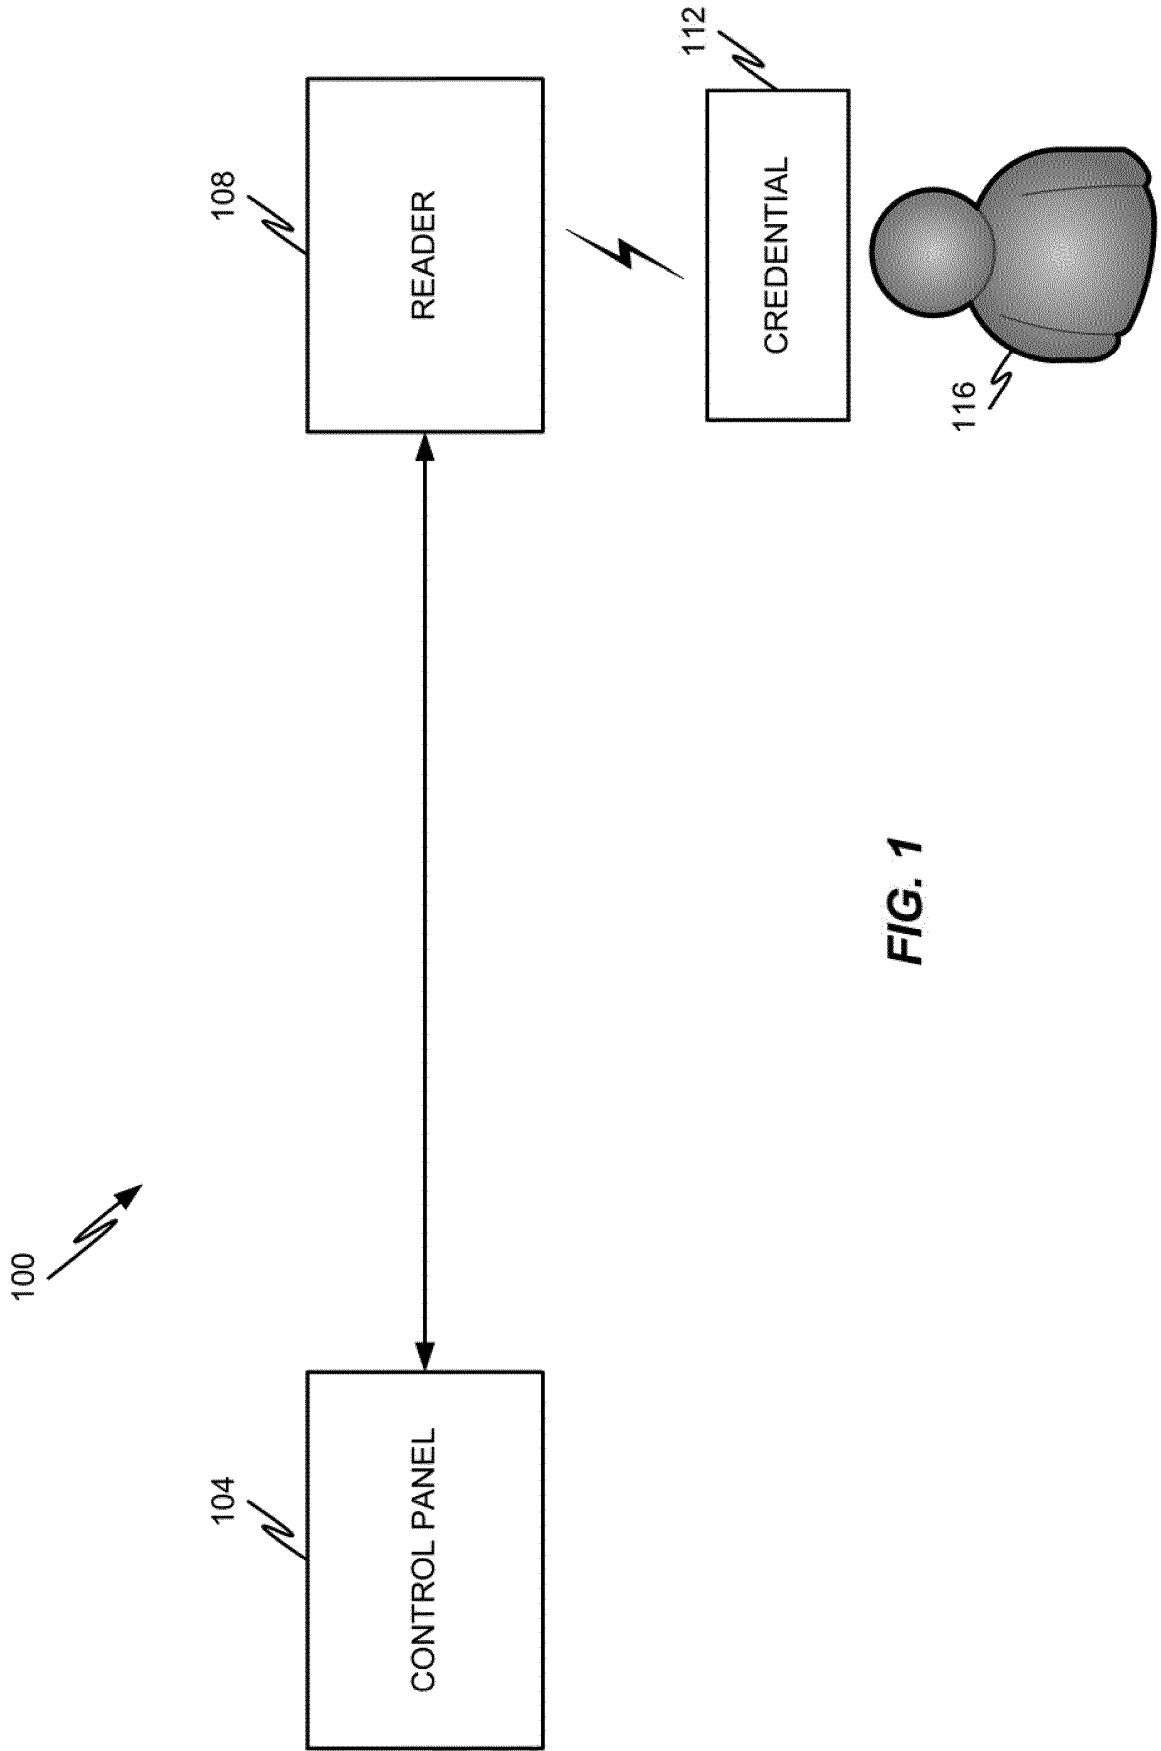 100
104
CONTROL PANEL
108
READER
112
CREDENTIAL
116
FIG. 1